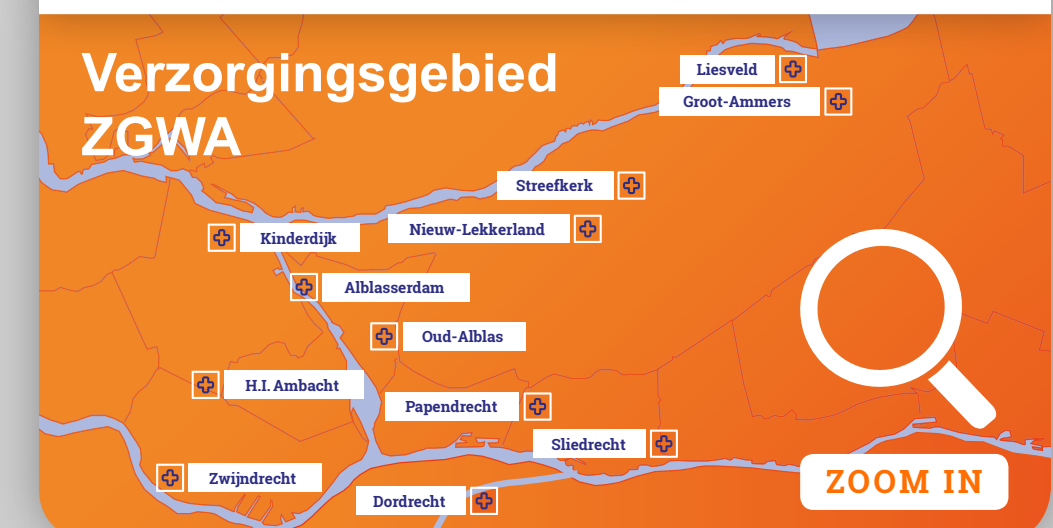 Verzorgingsgebied
ZGWA
Liesveld
Groot-Ammers
Streefkerk
Nieuw-Lekkerland
Kinderdijk
Alblasserdam
Oud-Alblas
H.I. Ambacht
Papendrecht
Sliedrecht
Zwijndrecht
Dordrecht
ZOOM IN